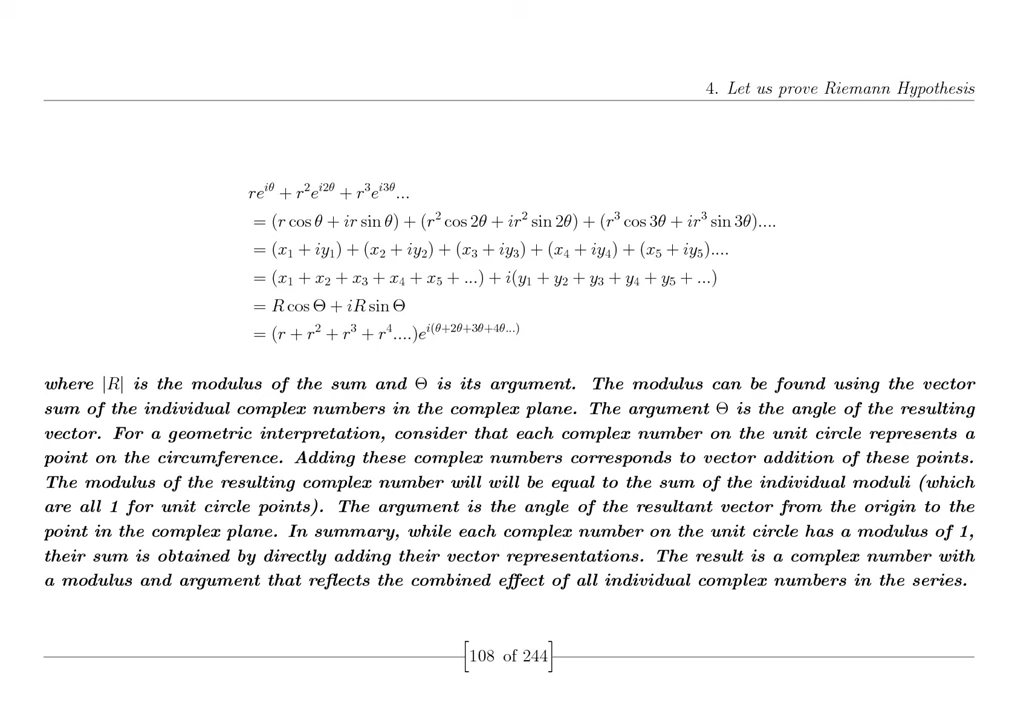 4. Let us prove Riemann Hypothesis
re^{iθ} + r^2e^{i2θ} + r^3e^{i3θ}...
= (r cos θ + ir sin θ) + (r^2 cos 2θ + ir^2 sin 2θ) + (r^3 cos 3θ + ir^3 sin 3θ)....
= (x_1 + iy_1) + (x_2 + iy_2) + (x_3 + iy_3) + (x_4 + iy_4) + (x_5 + iy_5)....
= (x_1 + x_2 + x_3 + x_4 + x_5 + ...) + i(y_1 + y_2 + y_3 + y_4 + y_5 + ...)
= R cos Θ + iR sin Θ
= (r + r^2 + r^3 + r^4....)e^{i(θ+2θ+3θ+4θ...)}
where |R| is the modulus of the sum and Θ is its argument. The modulus can be found using the vector
sum of the individual complex numbers in the complex plane. The argument Θ is the angle of the resulting
vector. For a geometric interpretation, consider that each complex number on the unit circle represents a
point on the circumference. Adding these complex numbers corresponds to vector addition of these points.
The modulus of the resulting complex number will will be equal to the sum of the individual moduli (which
are all 1 for unit circle points). The argument is the angle of the resultant vector from the origin to the
point in the complex plane. In summary, while each complex number on the unit circle has a modulus of 1,
their sum is obtained by directly adding their vector representations. The result is a complex number with
a modulus and argument that reflects the combined effect of all individual complex numbers in the series.
[108 of 244]